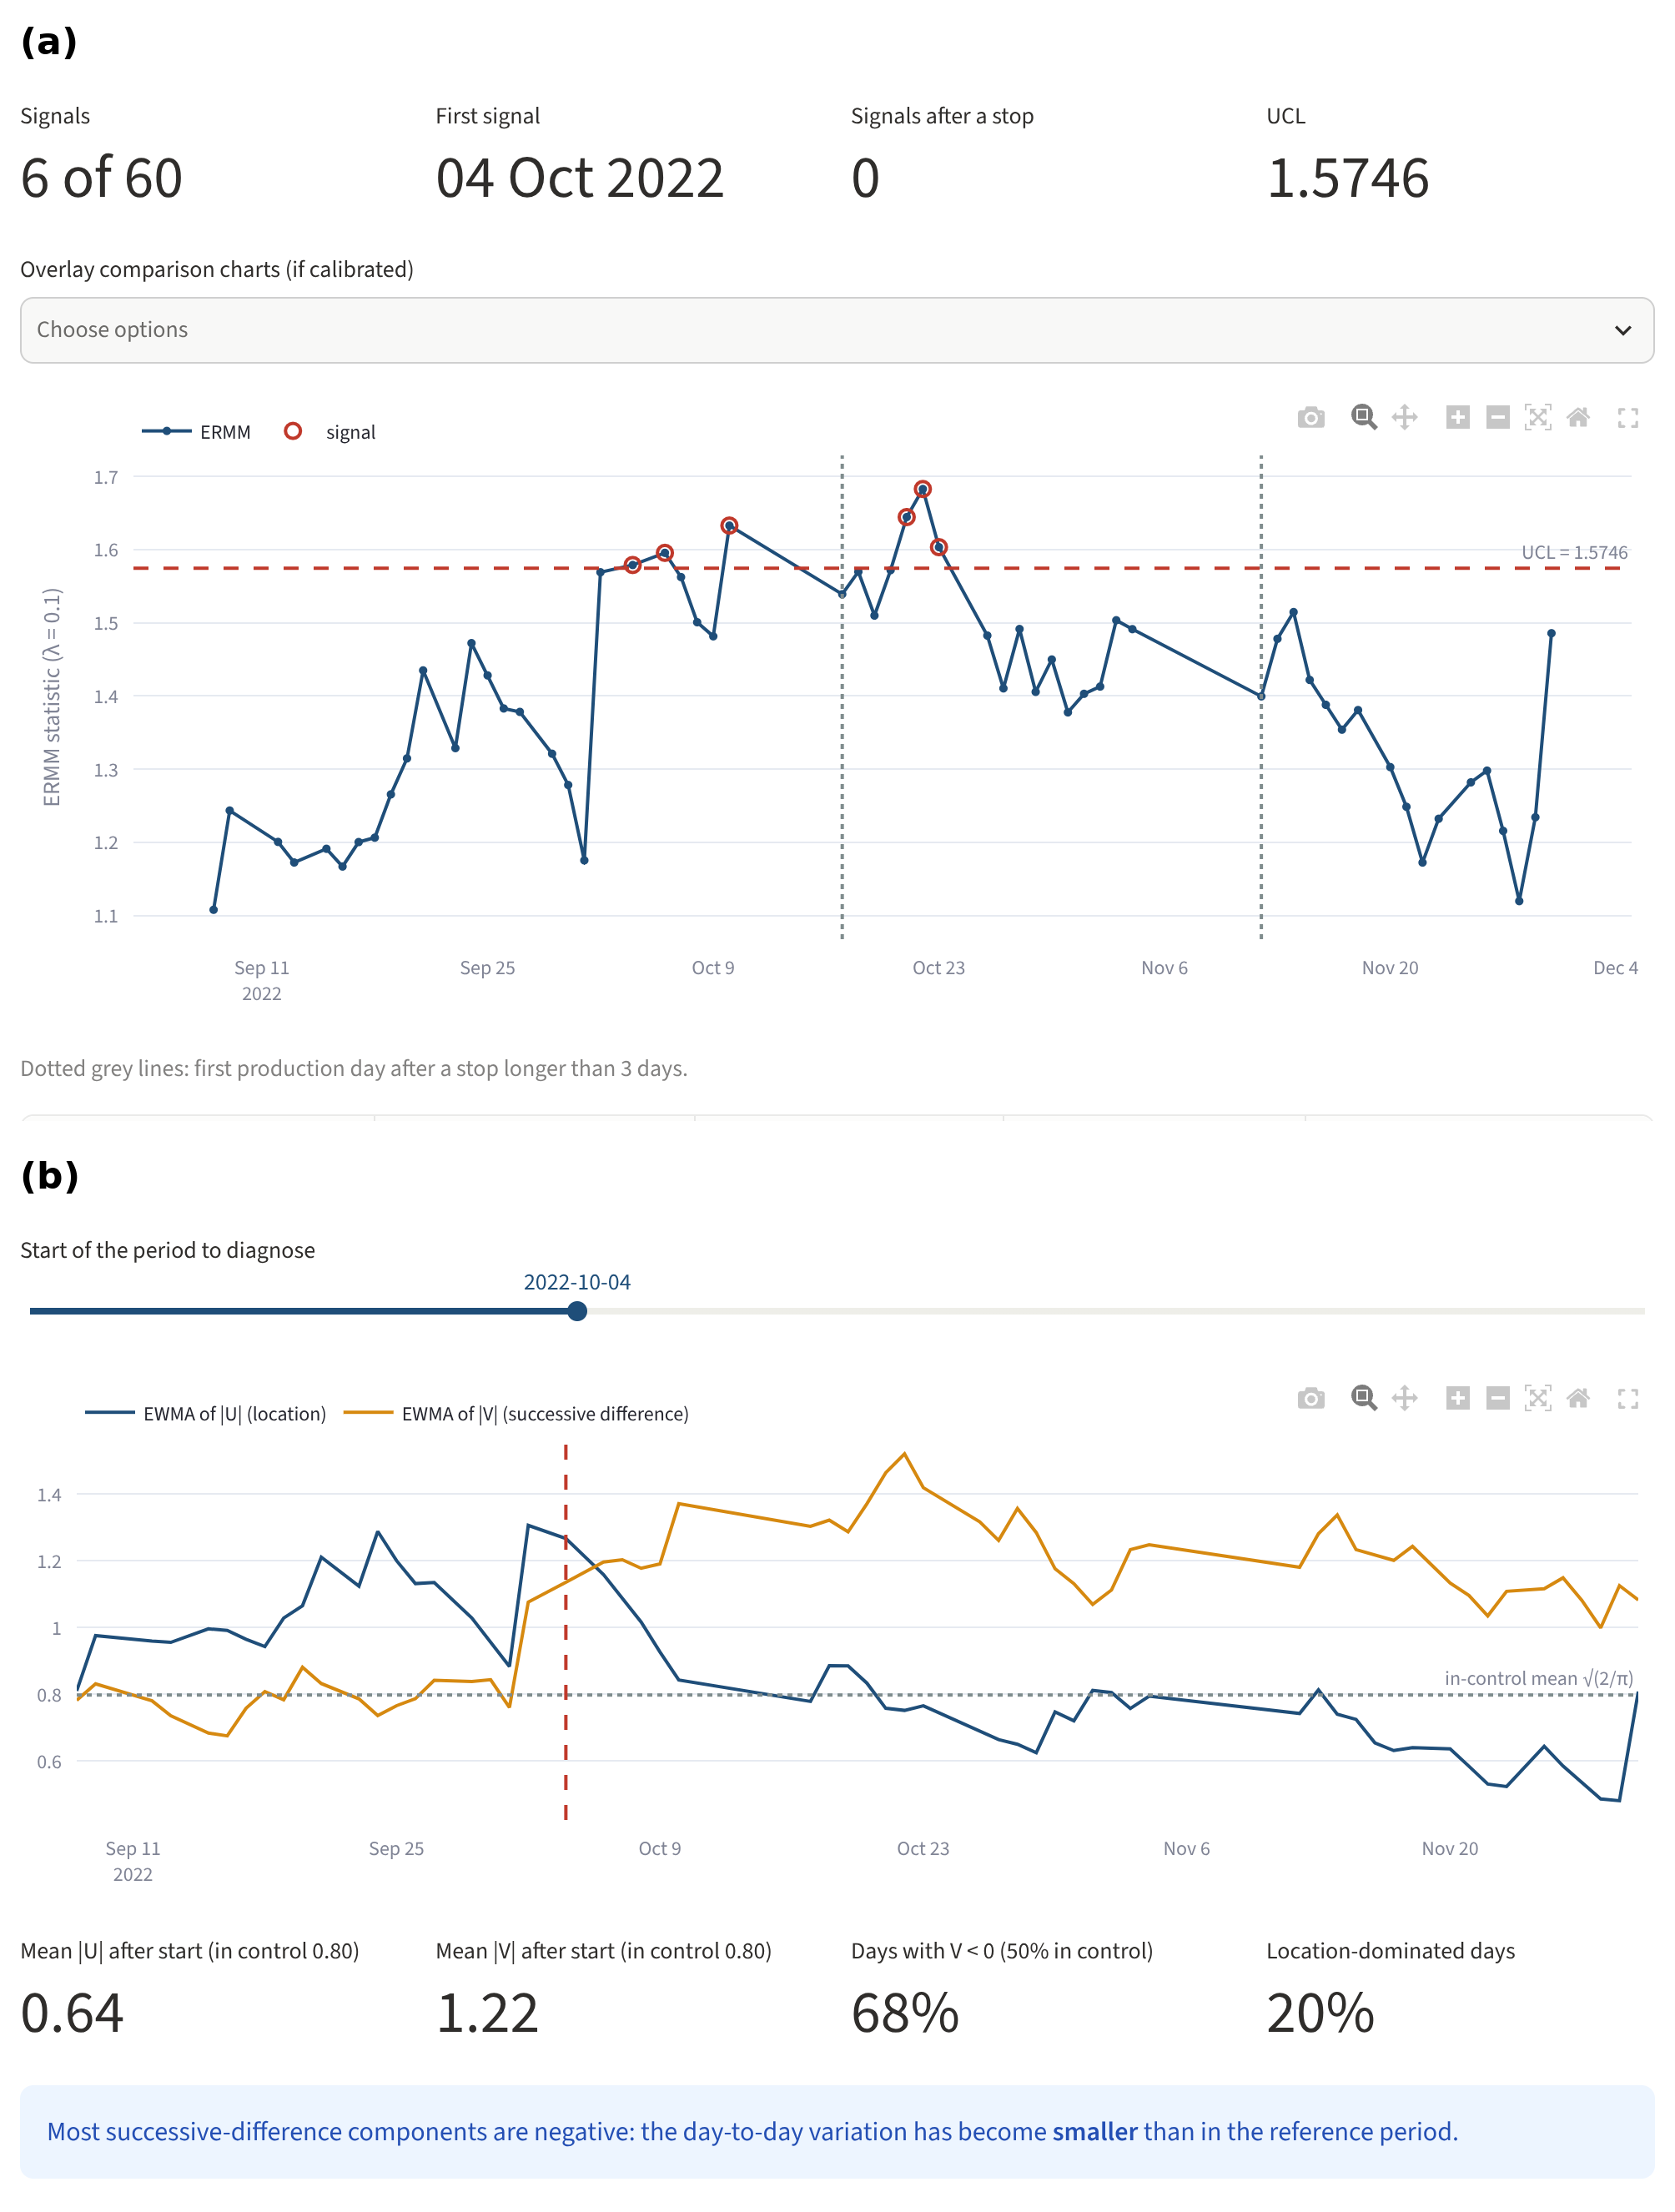 (a)
Signals
First signal
Signals after a stop
UCL
6 of 60
04 Oct 2022
0
1.5746
Overlay comparison charts (if calibrated)
Choose options
ERMM
signal
1.7
1.6
1.5
1.4
1.3
1.2
1.1
ERMM statistic (λ = 0.1)
UCL = 1.5746
Sep 11
2022
Sep 25
Oct 9
Oct 23
Nov 6
Nov 20
Dec 4
Dotted grey lines: first production day after a stop longer than 3 days.
(b)
Start of the period to diagnose
2022-10-04
EWMA of |U| (location)
EWMA of |V| (successive difference)
1.4
1.2
1
0.8
0.6
in-control mean √(2/π)
Sep 11
2022
Sep 25
Oct 9
Oct 23
Nov 6
Nov 20
Mean |U| after start (in control 0.80)
Mean |V| after start (in control 0.80)
Days with V < 0 (50% in control)
Location-dominated days
0.64
1.22
68%
20%
Most successive-difference components are negative: the day-to-day variation has become smaller than in the reference period.